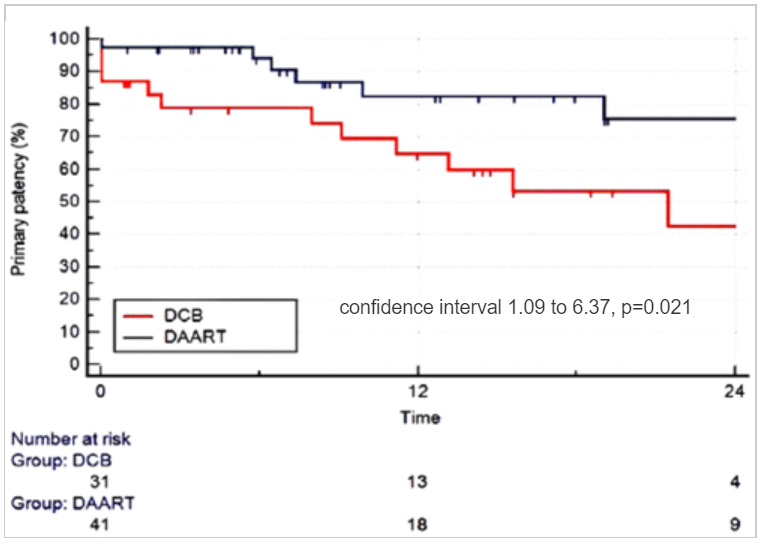 Primary patency (%)
100
90
80
70
60
50
40
30
20
10
0
confidence interval 1.09 to 6.37, p=0.021
DCB
DAART
0 12 24
Time
Number at risk
Group: DCB
31 13 4
Group: DAART
41 18 9